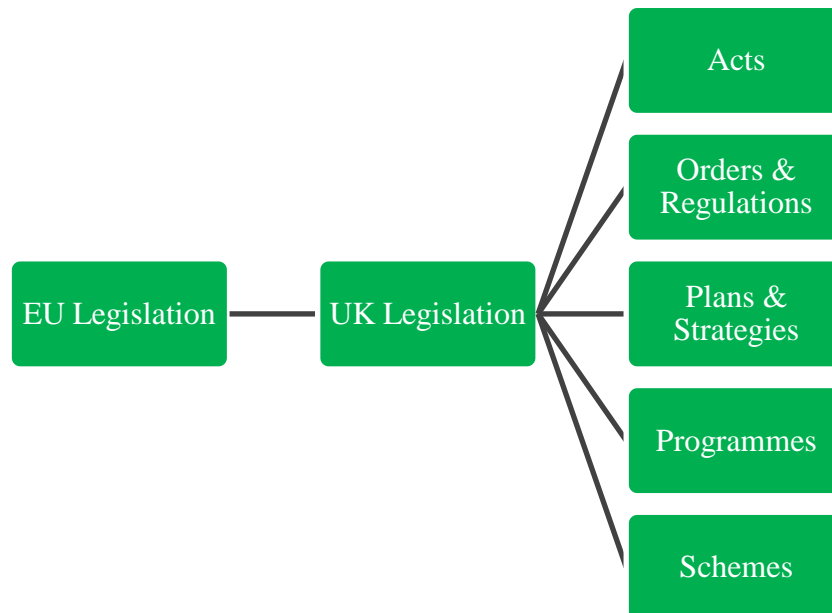 Acts
Orders &
Regulations
EU Legislation
UK Legislation
Plans &
Strategies
Programmes
Schemes